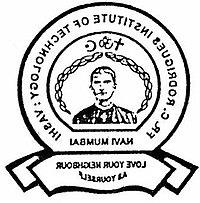 FR. C. RODRIGUES INSTITUTE OF TECHNOLOGY : VASHI
NAVI MUMBAI
LOVE YOUR NEIGHBOUR
AS YOURSELF